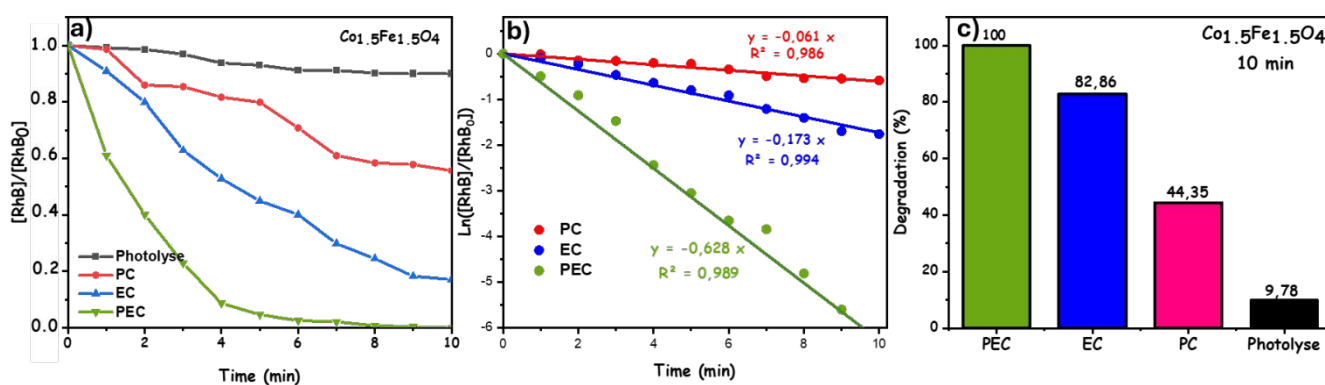 a)
Co1.5Fe1.5O4
[RhB]/[RhB0]
1.0
0.8
0.6
0.4
0.2
0.0
Photolyse
PC
EC
PEC
0 2 4 6 8 10
Time (min)
b)
y = -0,061 x
R² = 0,986
y = -0,173 x
R² = 0,994
y = -0,628 x
R² = 0,989
Ln([RhB]/[RhB0])
0
-1
-2
-3
-4
-5
-6
PC
EC
PEC
0 2 4 6 8 10
Time (min)
c)
Co1.5Fe1.5O4
10 min
Degradation (%)
100
80
60
40
20
0
100
82,86
44,35
9,78
PEC EC PC Photolyse